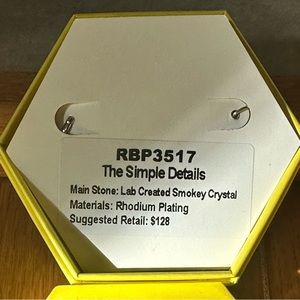 RBP3517
The Simple Details
Main Stone: Lab Created Smokey Crystal
Materials: Rhodium Plating
Suggested Retail: $128